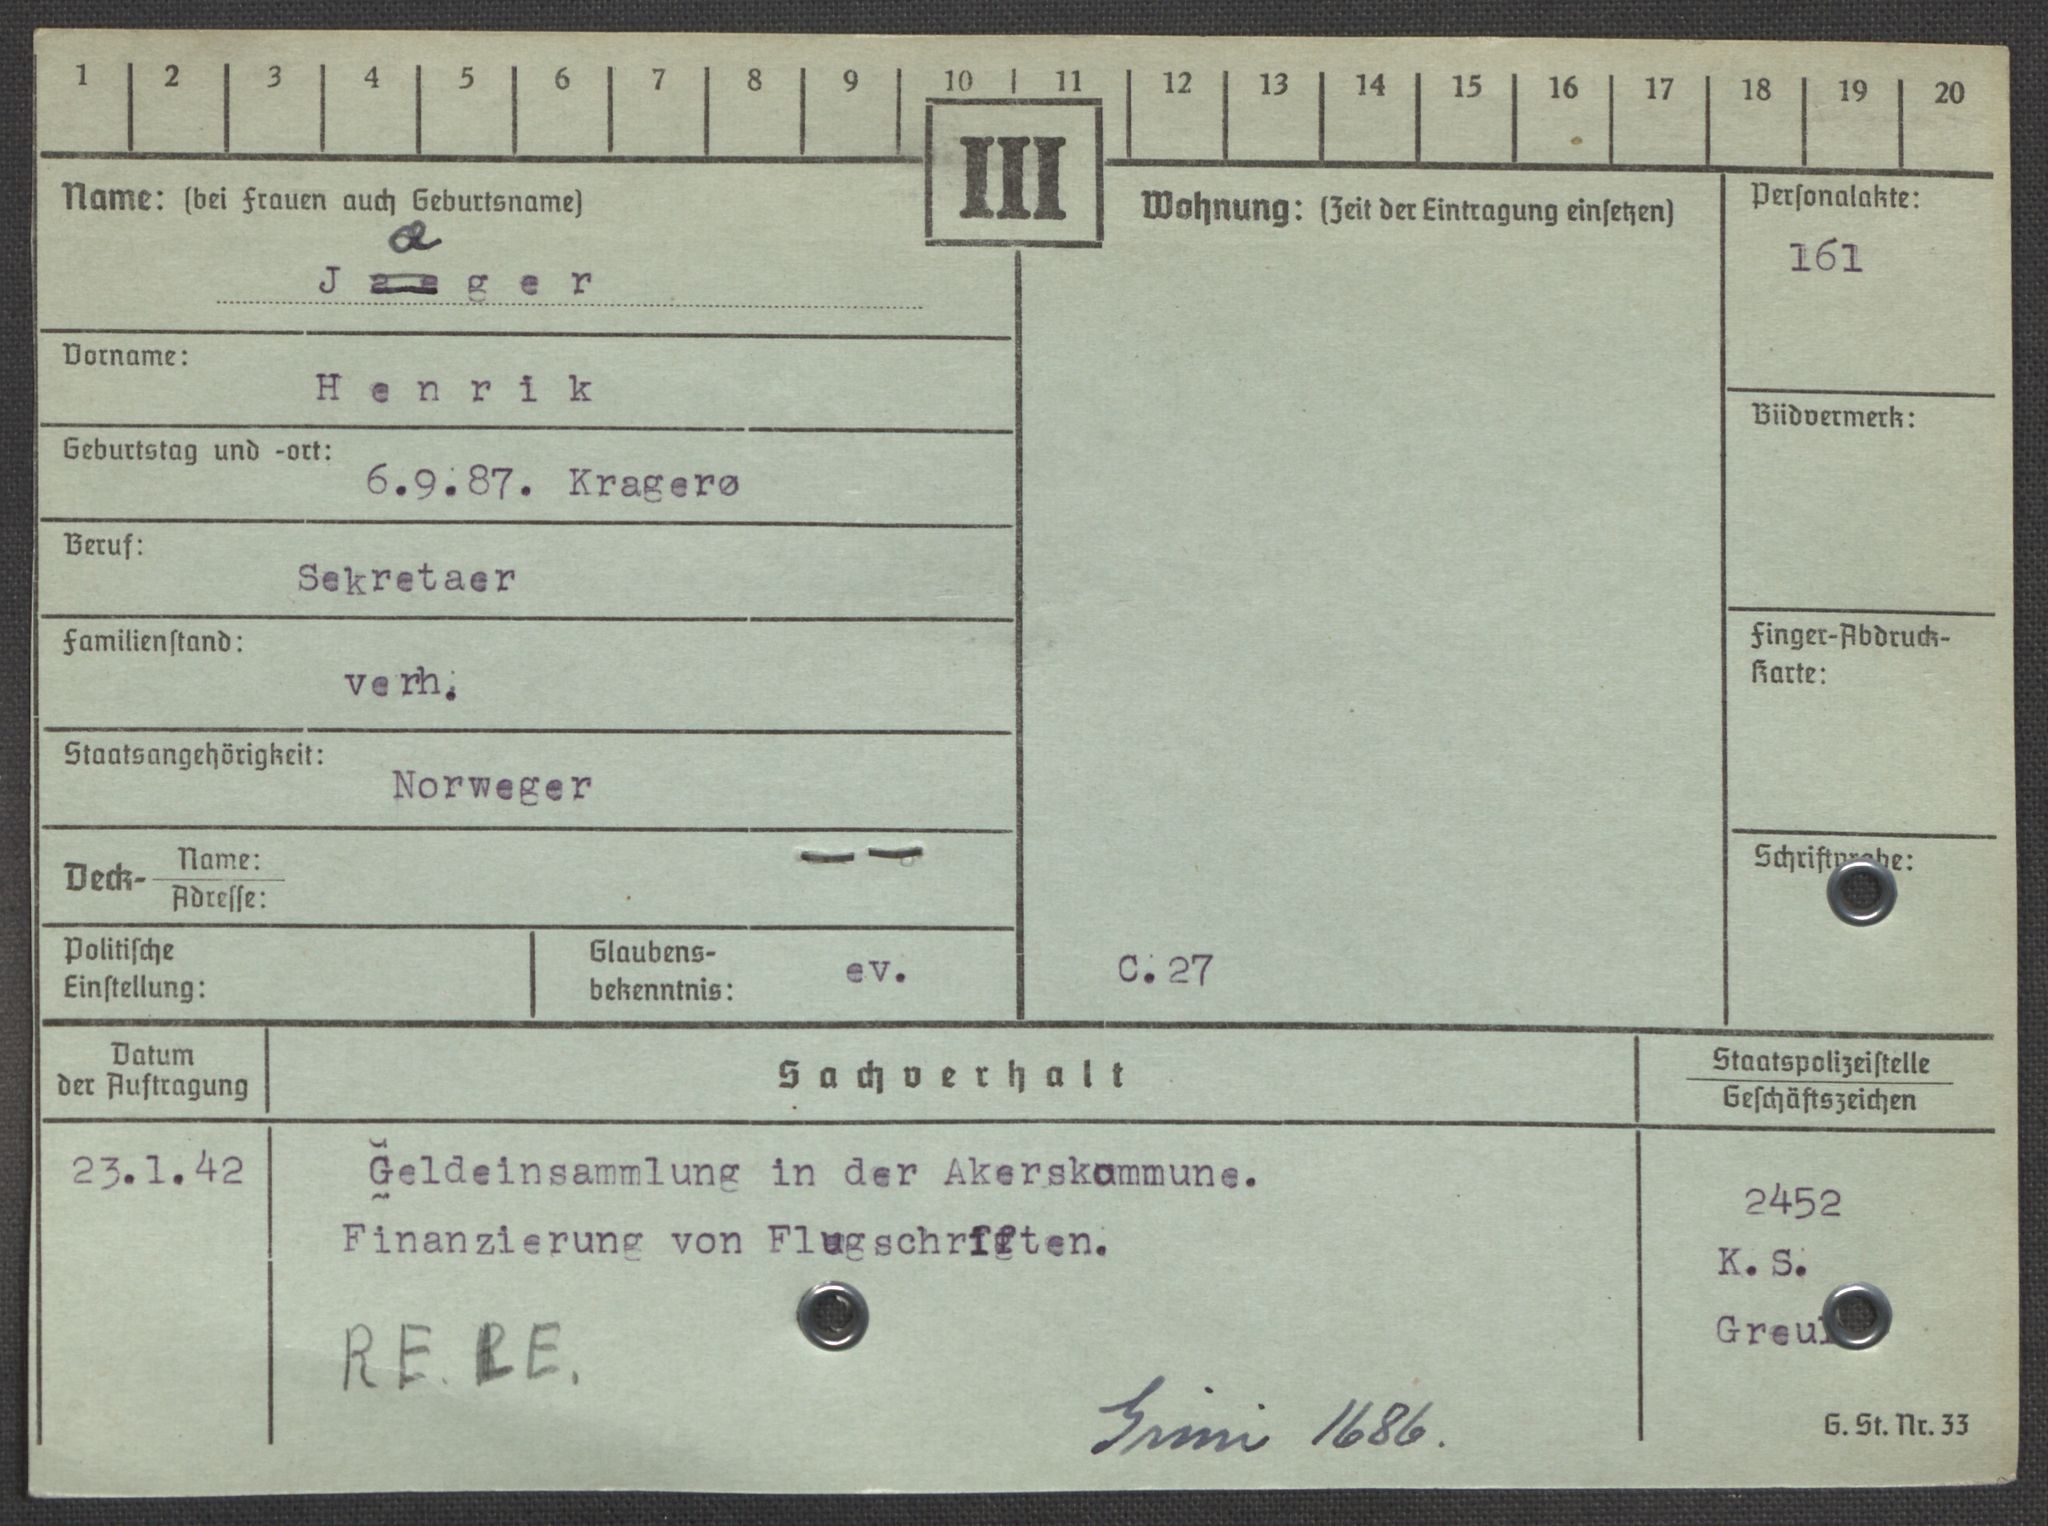 1 2 3 4 5 6 7 8 9 10 11 12 13 14 15 16 17 18 19 20
III
Name: (bei Frauen auch Geburtsname)
a
Jaeger
Vorname:
Henrik
Geburtstag und -ort:
6.9.87. Kragerø
Beruf:
Sekretaer
Familienstand:
verh.
Staatsangehörigkeit:
Norweger
Deck-
Name:
Adresse:
Politische
Einstellung:
Glaubens-
bekenntnis:
ev.
Wohnung: (Zeit der Eintragung einsetzen)
C.27
Personalakte:
161
Bildvermerk:
Finger-Abdruck-
Karte:
Schriftprobe:
Datum
der Auftragung
Sachverhalt
Staatspolizeistelle
Geschäftszeichen
23.1.42
Geldeinsammlung in der Akerskommune.
Finanzierung von Flugschriften.
2452
K.S.
RE. RE.
Grini 1686.
G. St. Nr. 33